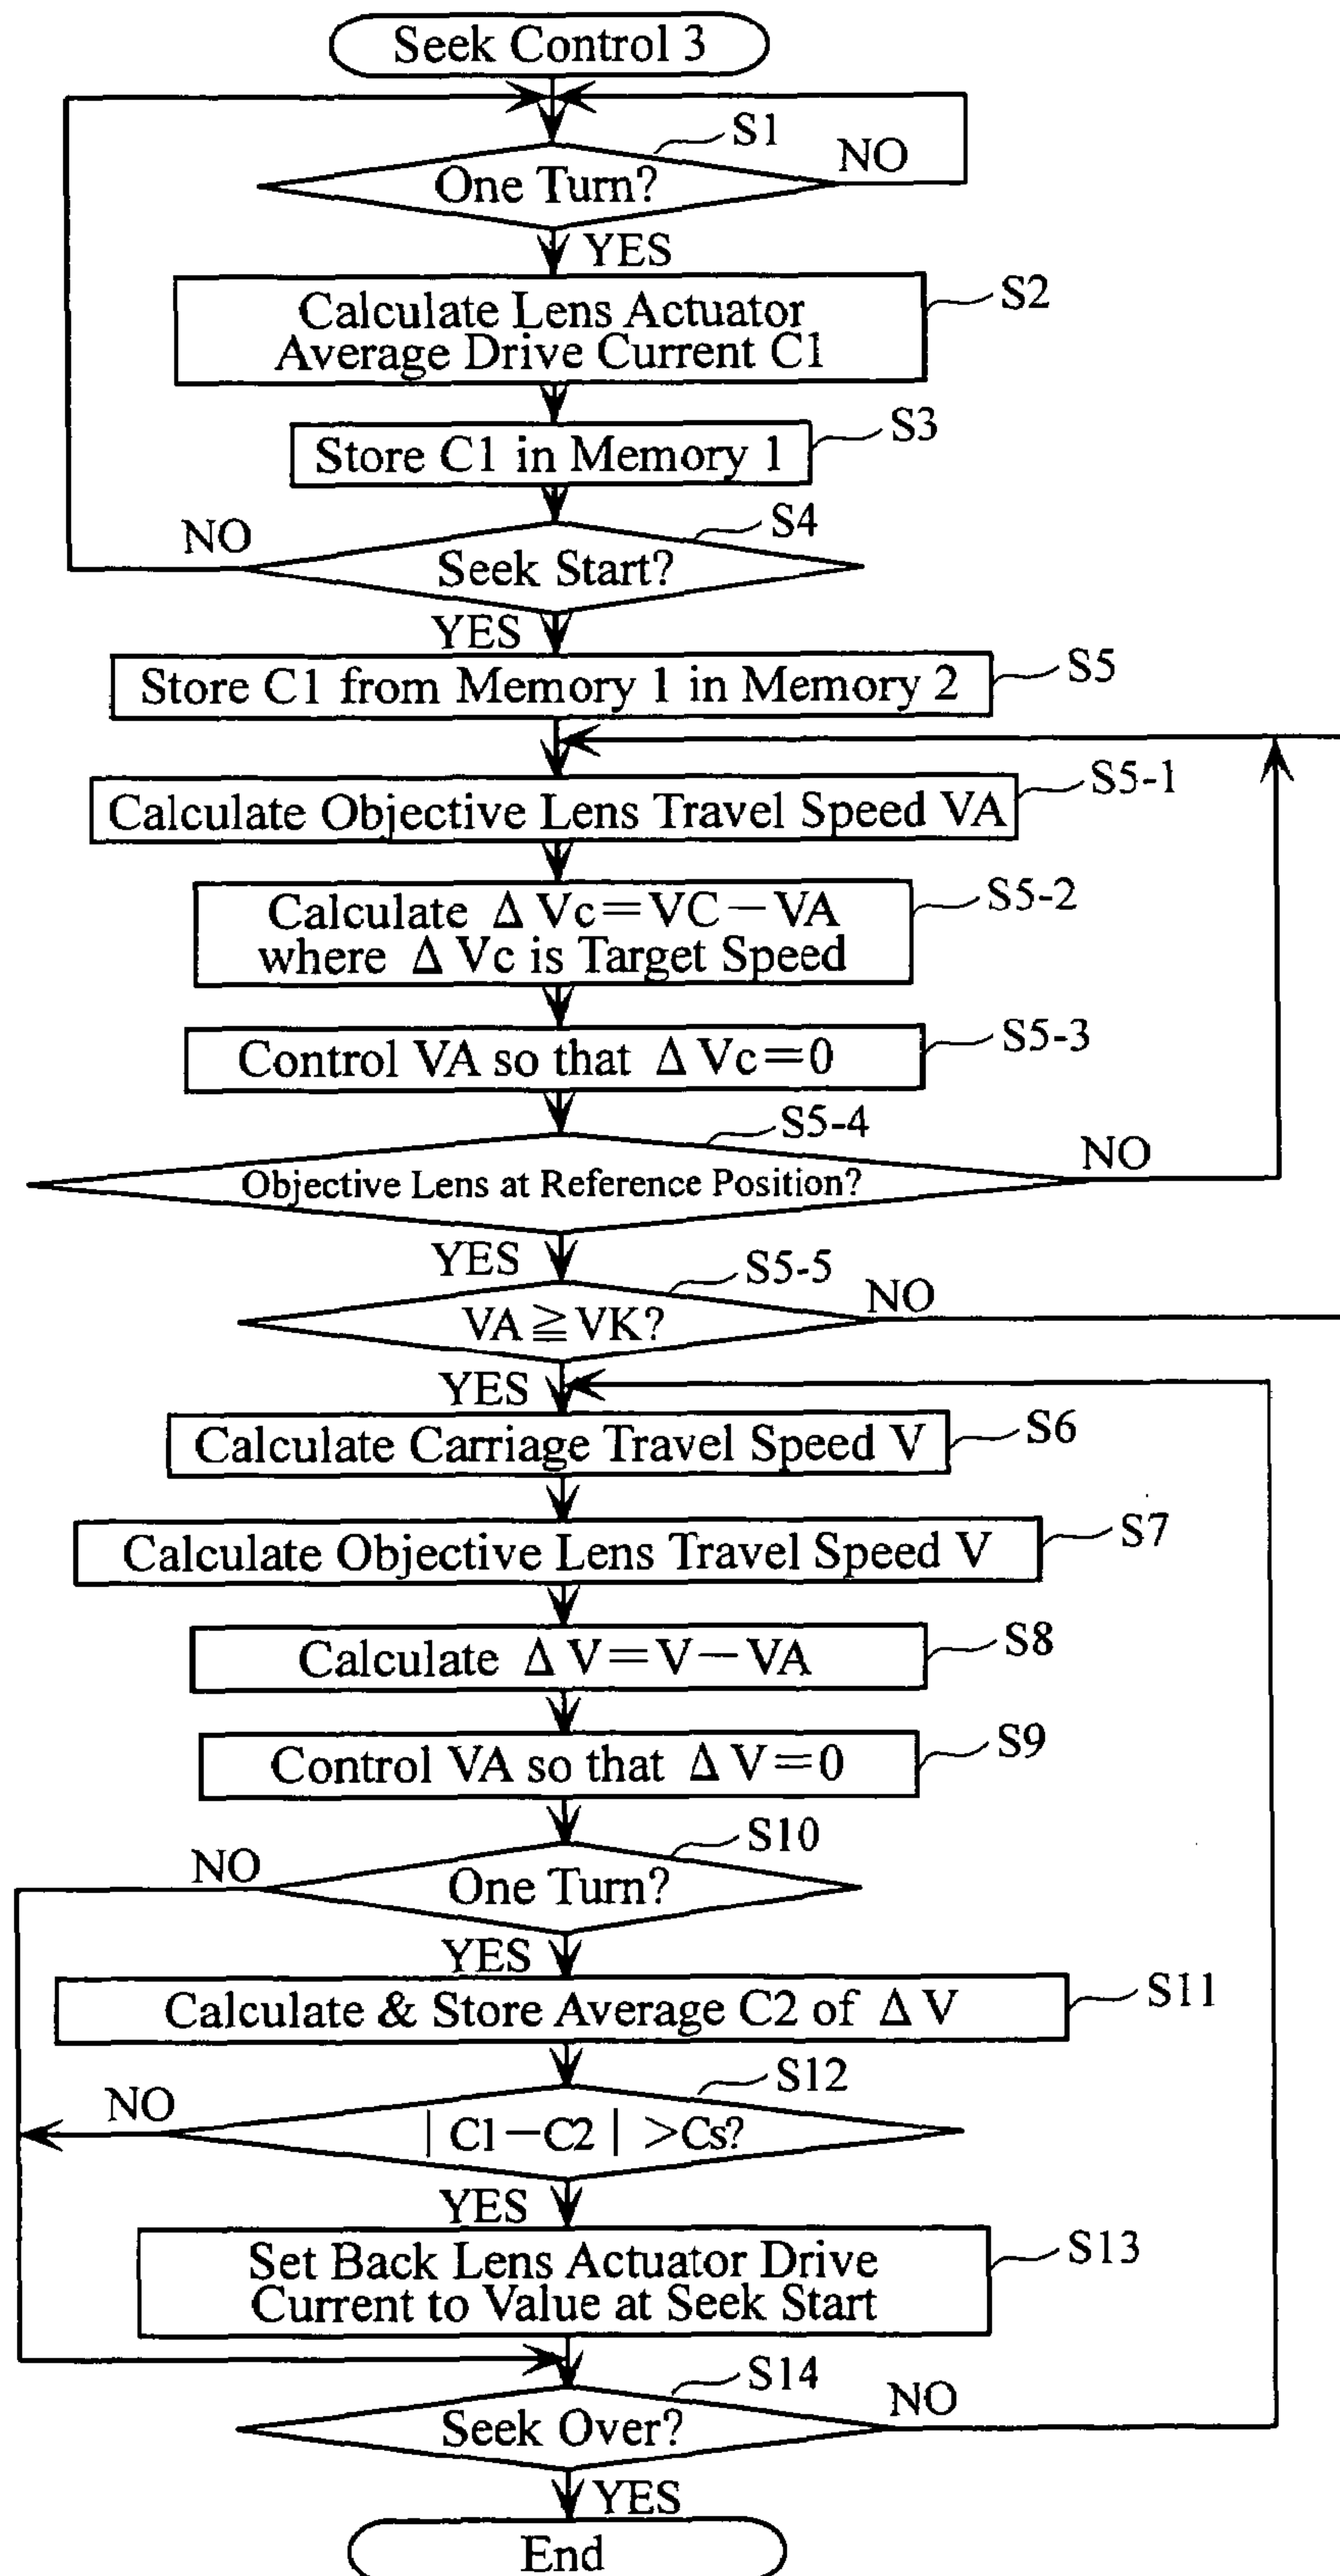 Seek Control 3
S1
NO
One Turn?
YES
S2
Calculate Lens Actuator
Average Drive Current C1
S3
Store C1 in Memory 1
S4
NO
Seek Start?
YES
S5
Store C1 from Memory 1 in Memory 2
S5-1
Calculate Objective Lens Travel Speed VA
S5-2
Calculate Δ Vc=VC−VA
where Δ Vc is Target Speed
S5-3
Control VA so that Δ Vc=0
S5-4
NO
Objective Lens at Reference Position?
YES
S5-5
NO
VA≧VK?
YES
S6
Calculate Carriage Travel Speed V
S7
Calculate Objective Lens Travel Speed V
S8
Calculate Δ V=V−VA
S9
Control VA so that Δ V=0
S10
NO
One Turn?
YES
S11
Calculate & Store Average C2 of Δ V
S12
NO
| C1−C2 | >Cs?
YES
S13
Set Back Lens Actuator Drive
Current to Value at Seek Start
S14
NO
Seek Over?
YES
End